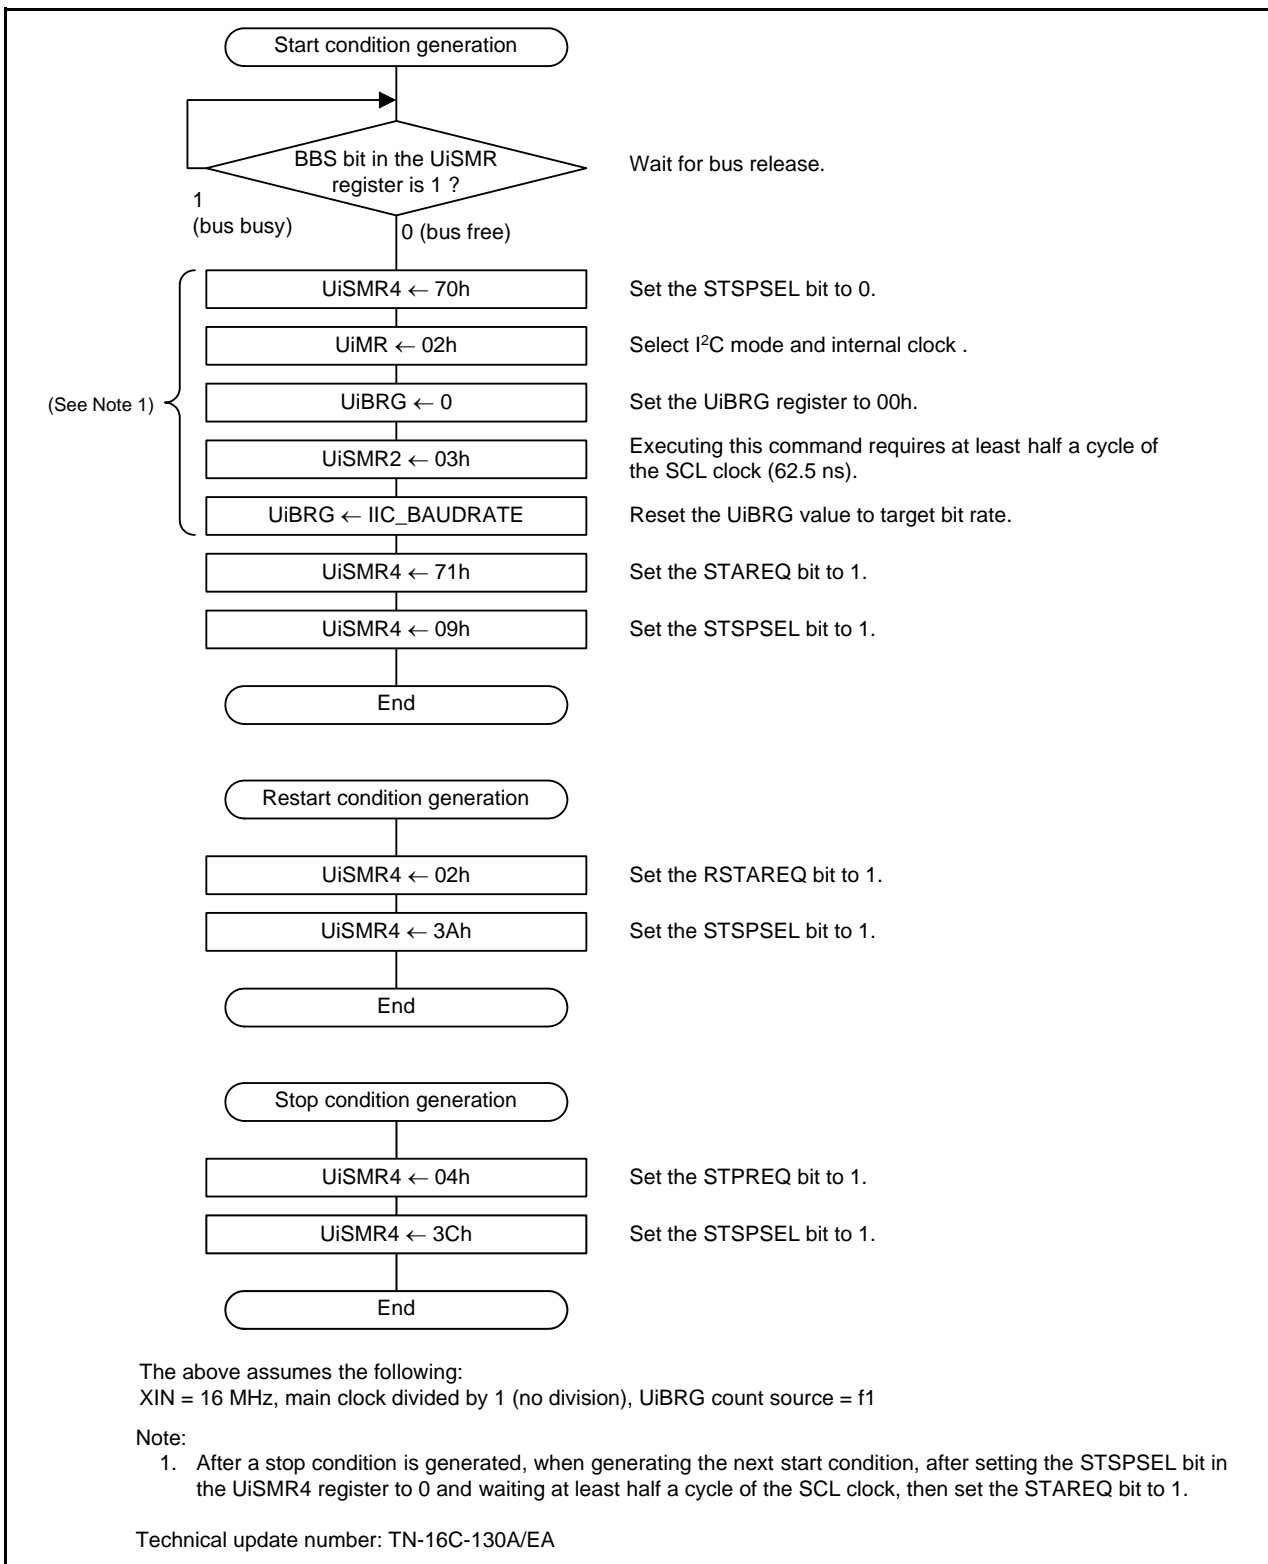 Start condition generation
BBS bit in the UiSMR
register is 1 ?
Wait for bus release.
1
(bus busy)
0 (bus free)
UiSMR4 ← 70h
Set the STSPSEL bit to 0.
UiMR ← 02h
Select I²C mode and internal clock .
(See Note 1)
UiBRG ← 0
Set the UiBRG register to 00h.
UiSMR2 ← 03h
Executing this command requires at least half a cycle of
the SCL clock (62.5 ns).
UiBRG ← IIC_BAUDRATE
Reset the UiBRG value to target bit rate.
UiSMR4 ← 71h
Set the STAREQ bit to 1.
UiSMR4 ← 09h
Set the STSPSEL bit to 1.
End
Restart condition generation
UiSMR4 ← 02h
Set the RSTAREQ bit to 1.
UiSMR4 ← 3Ah
Set the STSPSEL bit to 1.
End
Stop condition generation
UiSMR4 ← 04h
Set the STPREQ bit to 1.
UiSMR4 ← 3Ch
Set the STSPSEL bit to 1.
End
The above assumes the following:
XIN = 16 MHz, main clock divided by 1 (no division), UiBRG count source = f1
Note:
1. After a stop condition is generated, when generating the next start condition, after setting the STSPSEL bit in
the UiSMR4 register to 0 and waiting at least half a cycle of the SCL clock, then set the STAREQ bit to 1.
Technical update number: TN-16C-130A/EA